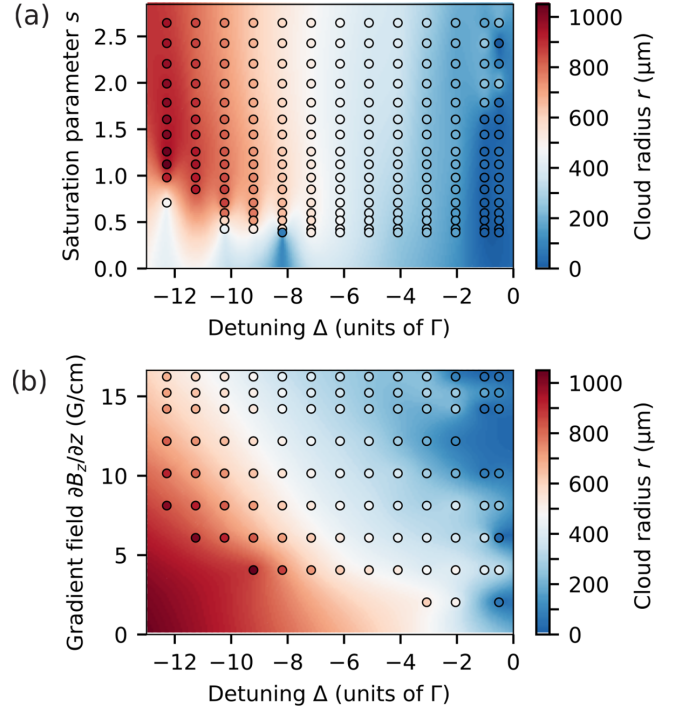 (a)
Saturation parameter s
2.5
2.0
1.5
1.0
0.5
0.0
−12 −10 −8 −6 −4 −2 0
Detuning Δ (units of Γ)
1000
800
600
400
200
0
Cloud radius r (μm)
(b)
Gradient field ∂B_z/∂z (G/cm)
15
10
5
0
−12 −10 −8 −6 −4 −2 0
Detuning Δ (units of Γ)
1000
800
600
400
200
0
Cloud radius r (μm)